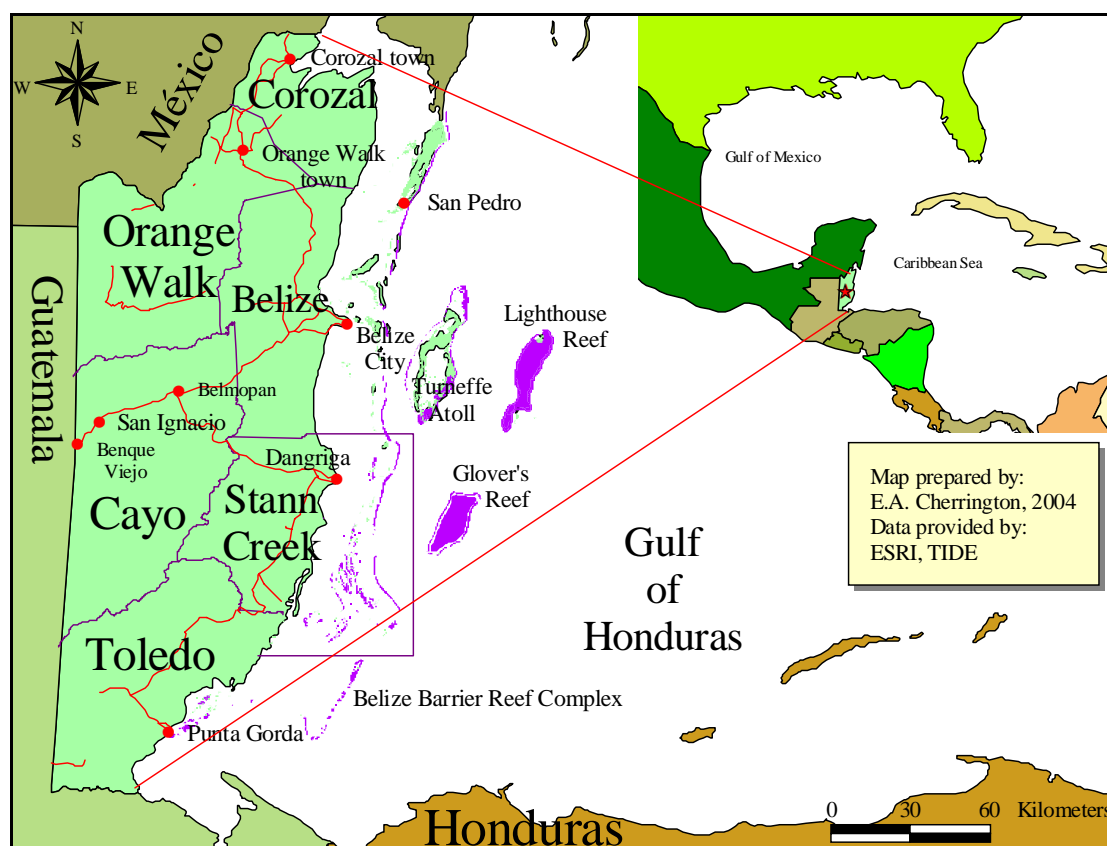 N
W
E
S
México
Corozal town
Corozal
Orange Walk
town
San Pedro
Orange
Walk
Belize
Belize
City
Guatemala
Lighthouse
Reef
Turneffe
Atoll
Belmopan
San Ignacio
Benque
Viejo
Cayo
Dangriga
Stann
Creek
Glover's
Reef
Gulf
of
Honduras
Toledo
Belize Barrier Reef Complex
Punta Gorda
Honduras
Gulf of Mexico
Caribbean Sea
Map prepared by:
E.A. Cherrington, 2004
Data provided by:
ESRI, TIDE
0 30 60 Kilometers